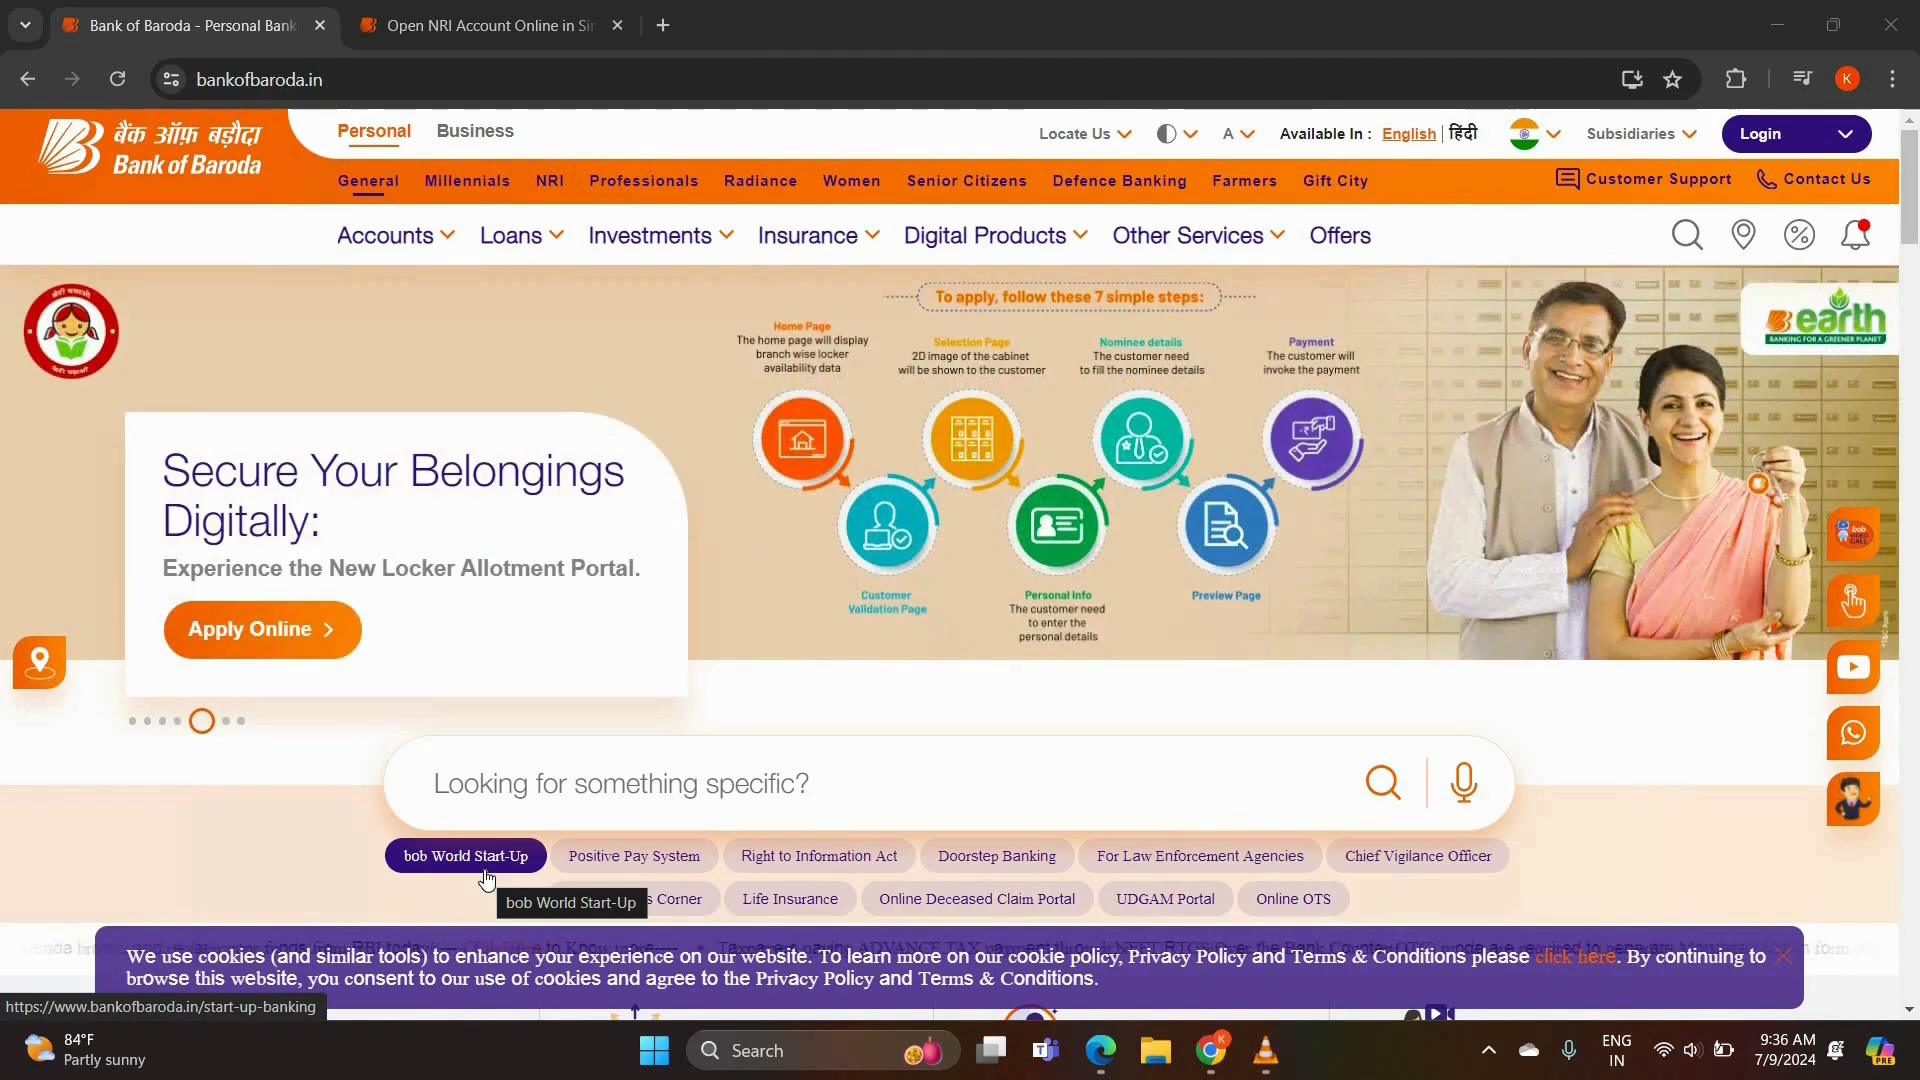 Bank of Baroda - Personal Bank
Open NRI Account Online in Sin
bankofbaroda.in
K
बैंक ऑफ़ बड़ौदा
Bank of Baroda
Personal
Business
Locate Us
A
Available In :
English
हिंदी
Subsidiaries
Login
General
Millennials
NRI
Professionals
Radiance
Women
Senior Citizens
Defence Banking
Farmers
Gift City
Customer Support
Contact Us
Accounts
Loans
Investments
Insurance
Digital Products
Other Services
Offers
To apply, follow these 7 simple steps:
Home Page
The home page will display
branch wise locker
availability data
Selection Page
2D image of the cabinet
will be shown to the customer
Nominee details
The customer need
to fill the nominee details
Payment
The customer will
invoke the payment
Customer
Validation Page
Personal Info
The customer need
to enter the
personal details
Preview Page
earth
BANKING FOR A GREENER PLANET
Secure Your Belongings
Digitally:
Experience the New Locker Allotment Portal.
Apply Online
bob
VIDEO
CALL
Looking for something specific?
bob World Start-Up
Positive Pay System
Right to Information Act
Doorstep Banking
For Law Enforcement Agencies
Chief Vigilance Officer
bob World Start-Up
s Corner
Life Insurance
Online Deceased Claim Portal
UDGAM Portal
Online OTS
We use cookies (and similar tools) to enhance your experience on our website. To learn more on our cookie policy, Privacy Policy and Terms & Conditions please click here. By continuing to
browse this website, you consent to our use of cookies and agree to the Privacy Policy and Terms & Conditions.
https://www.bankofbaroda.in/start-up-banking
84°F
Partly sunny
Search
K
ENG
IN
9:36 AM
7/9/2024
PRE